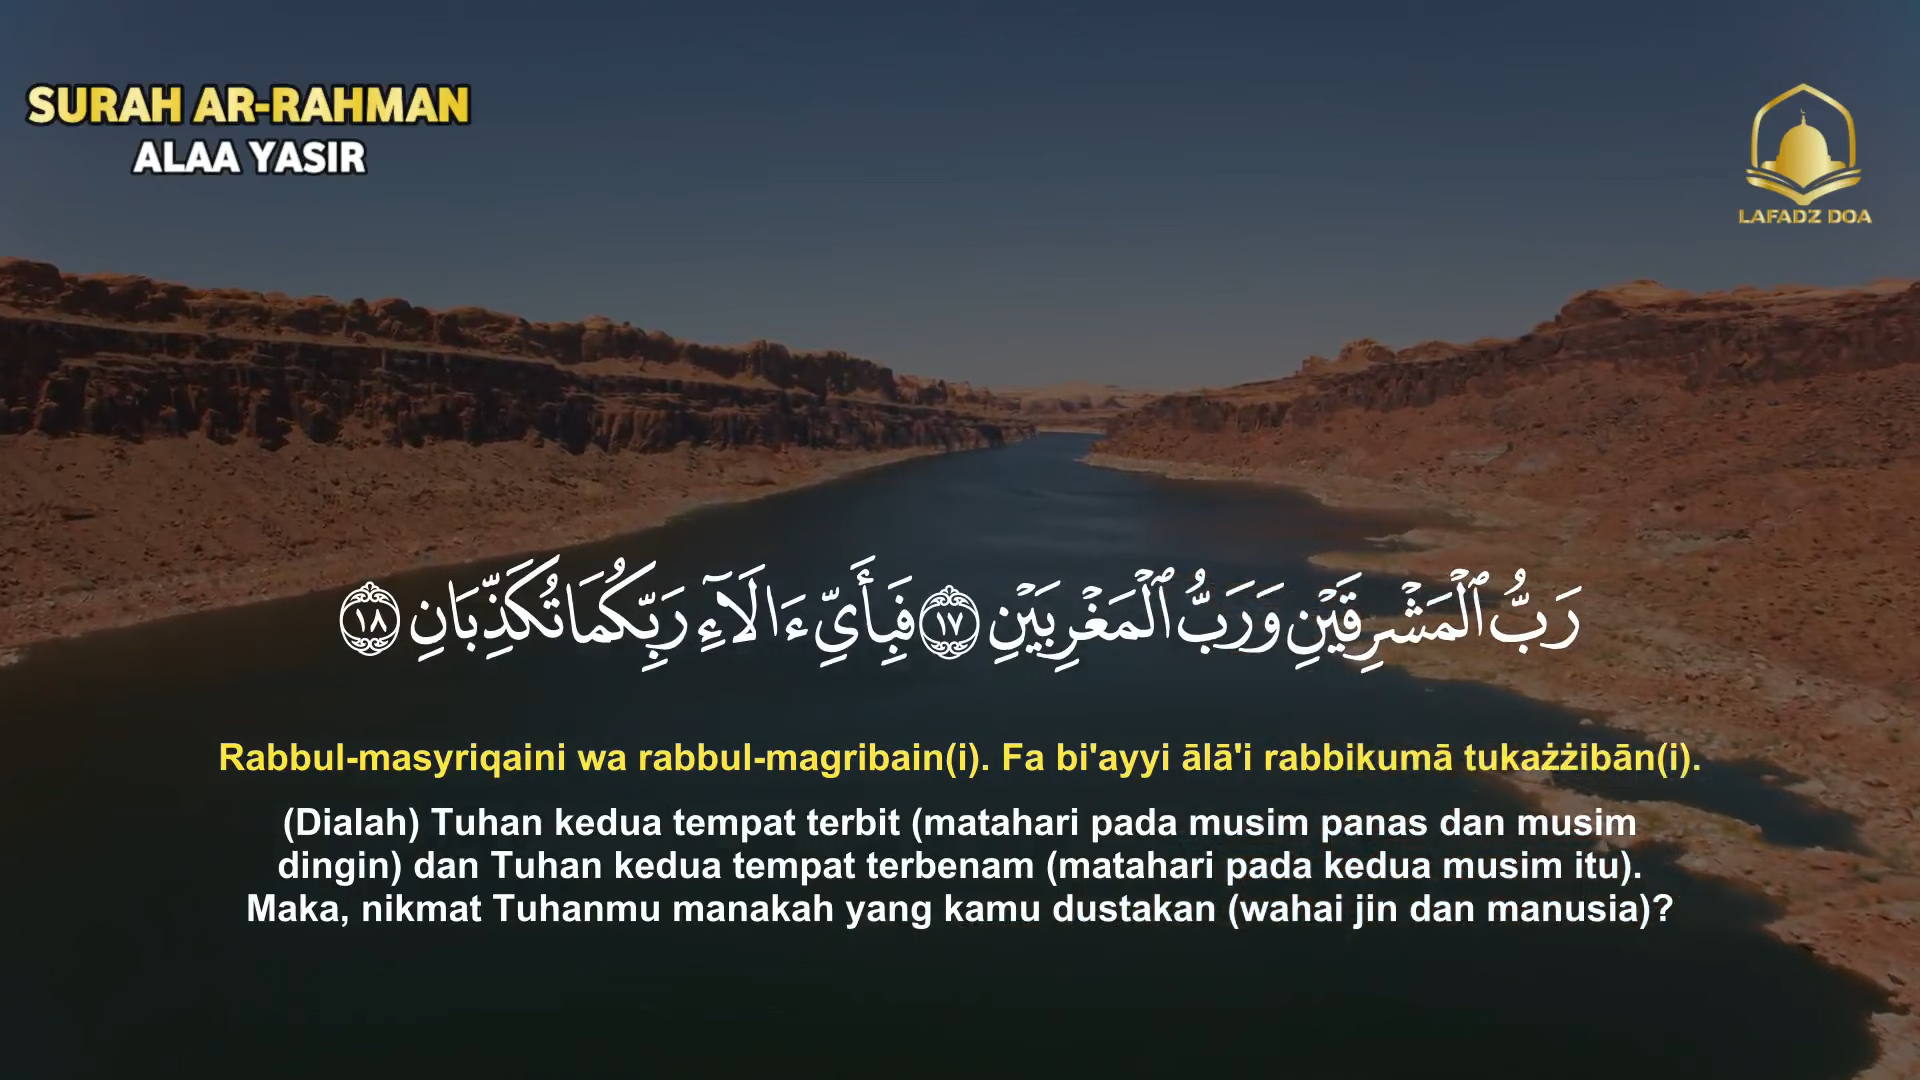 SURAH AR-RAHMAN
ALAA YASIR
LAFADZ DOA
رَبُّ ٱلْمَشْرِقَيْنِ وَرَبُّ ٱلْمَغْرِبَيْنِ ١٧ فَبِأَيِّ ءَالَآءِ رَبِّكُمَا تُكَذِّبَانِ ١٨
Rabbul-masyriqaini wa rabbul-magribain(i). Fa bi'ayyi ālā'i rabbikumā tukażżibān(i).
(Dialah) Tuhan kedua tempat terbit (matahari pada musim panas dan musim
dingin) dan Tuhan kedua tempat terbenam (matahari pada kedua musim itu).
Maka, nikmat Tuhanmu manakah yang kamu dustakan (wahai jin dan manusia)?